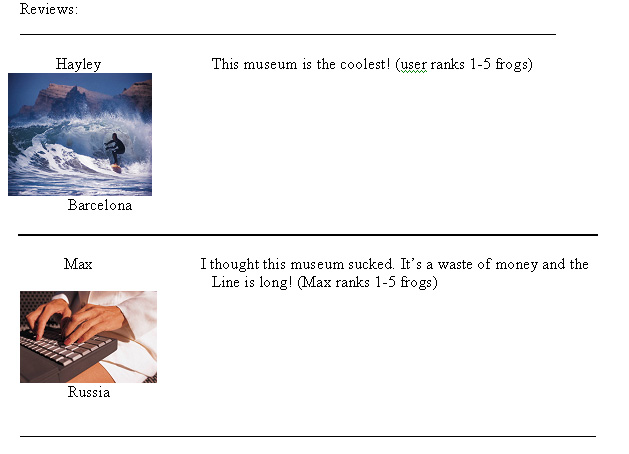 Reviews:
Hayley
This museum is the coolest! (user ranks 1-5 frogs)
Barcelona
Max
I thought this museum sucked. It's a waste of money and the
Line is long! (Max ranks 1-5 frogs)
Russia